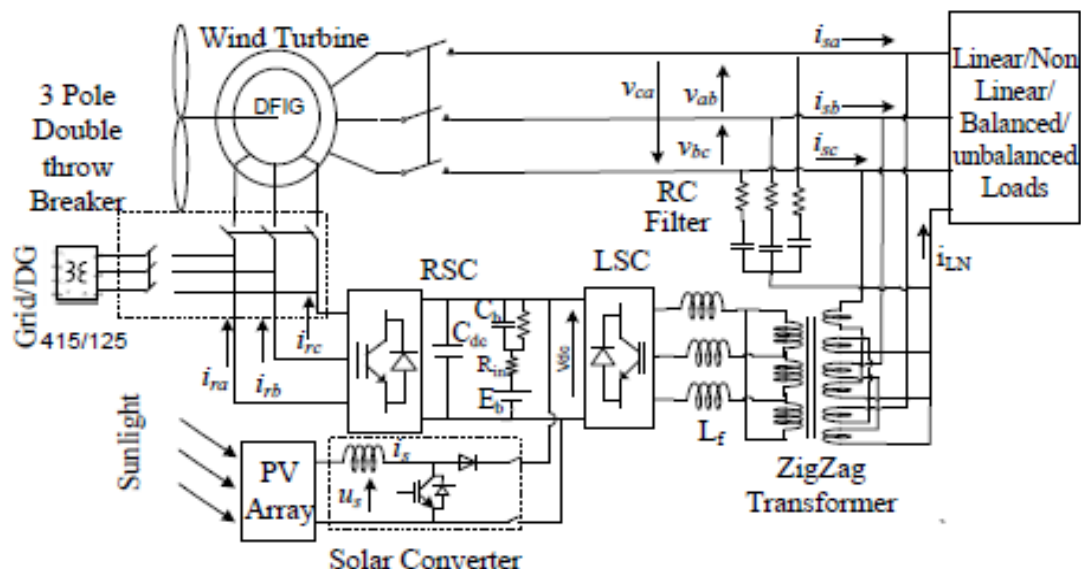 Wind Turbine
DFIG
3 Pole
Double
throw
Breaker
Grid/DG
415/125
i_ra
i_rb
i_rc
RSC
C_dc
C_b
R_in
E_b
V_dc
LSC
L_f
v_ca
v_ab
v_bc
i_sa
i_sb
i_sc
RC
Filter
i_LN
Linear/Non
Linear/
Balanced/
unbalanced
Loads
ZigZag
Transformer
Sunlight
PV
Array
i_s
u_s
Solar Converter